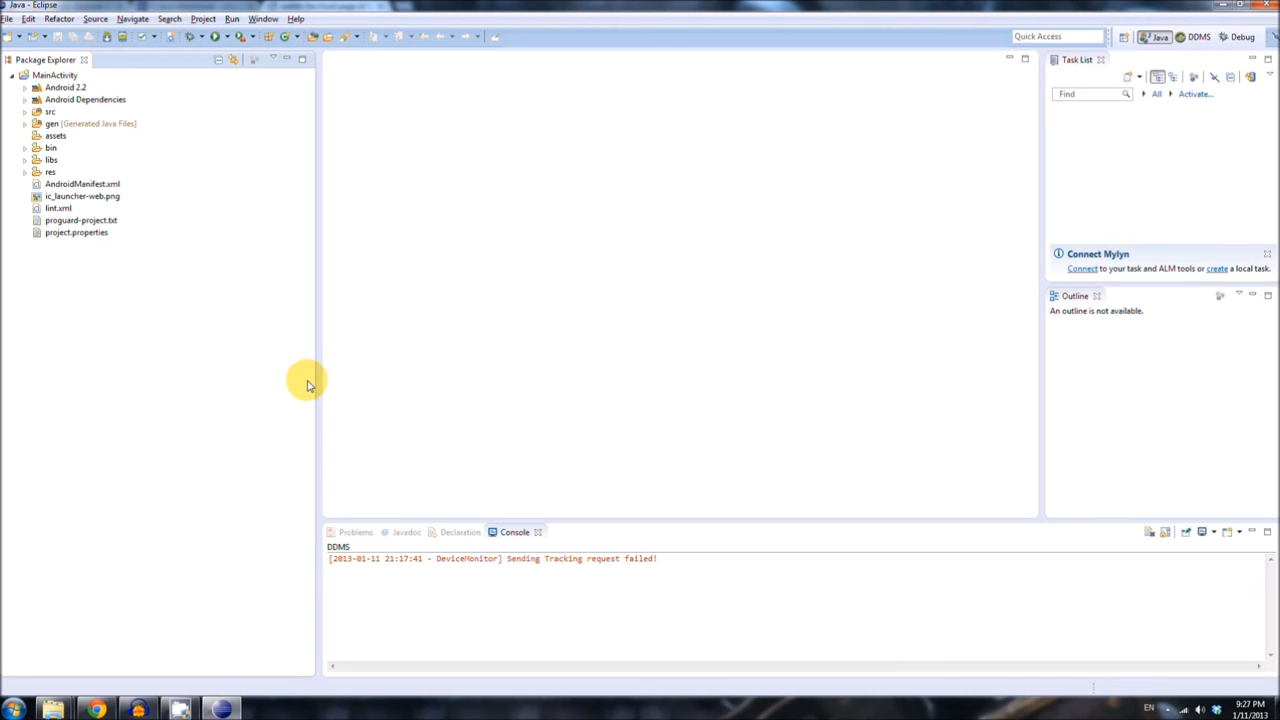 Java - Eclipse
File Edit Refactor Source Navigate Search Project Run Window Help
Quick Access
Java DDMS Debug
Package Explorer
MainActivity
Android 2.2
Android Dependencies
src
gen [Generated Java Files]
assets
bin
libs
res
AndroidManifest.xml
ic_launcher-web.png
lint.xml
proguard-project.txt
project.properties
Task List
Find All Activate...
Connect Mylyn
Connect to your task and ALM tools or create a local task.
Outline
An outline is not available.
Problems Javadoc Declaration Console
DDMS
[2013-01-11 21:17:41 - DeviceMonitor] Sending Tracking request failed!
EN
9:27 PM
1/11/2013